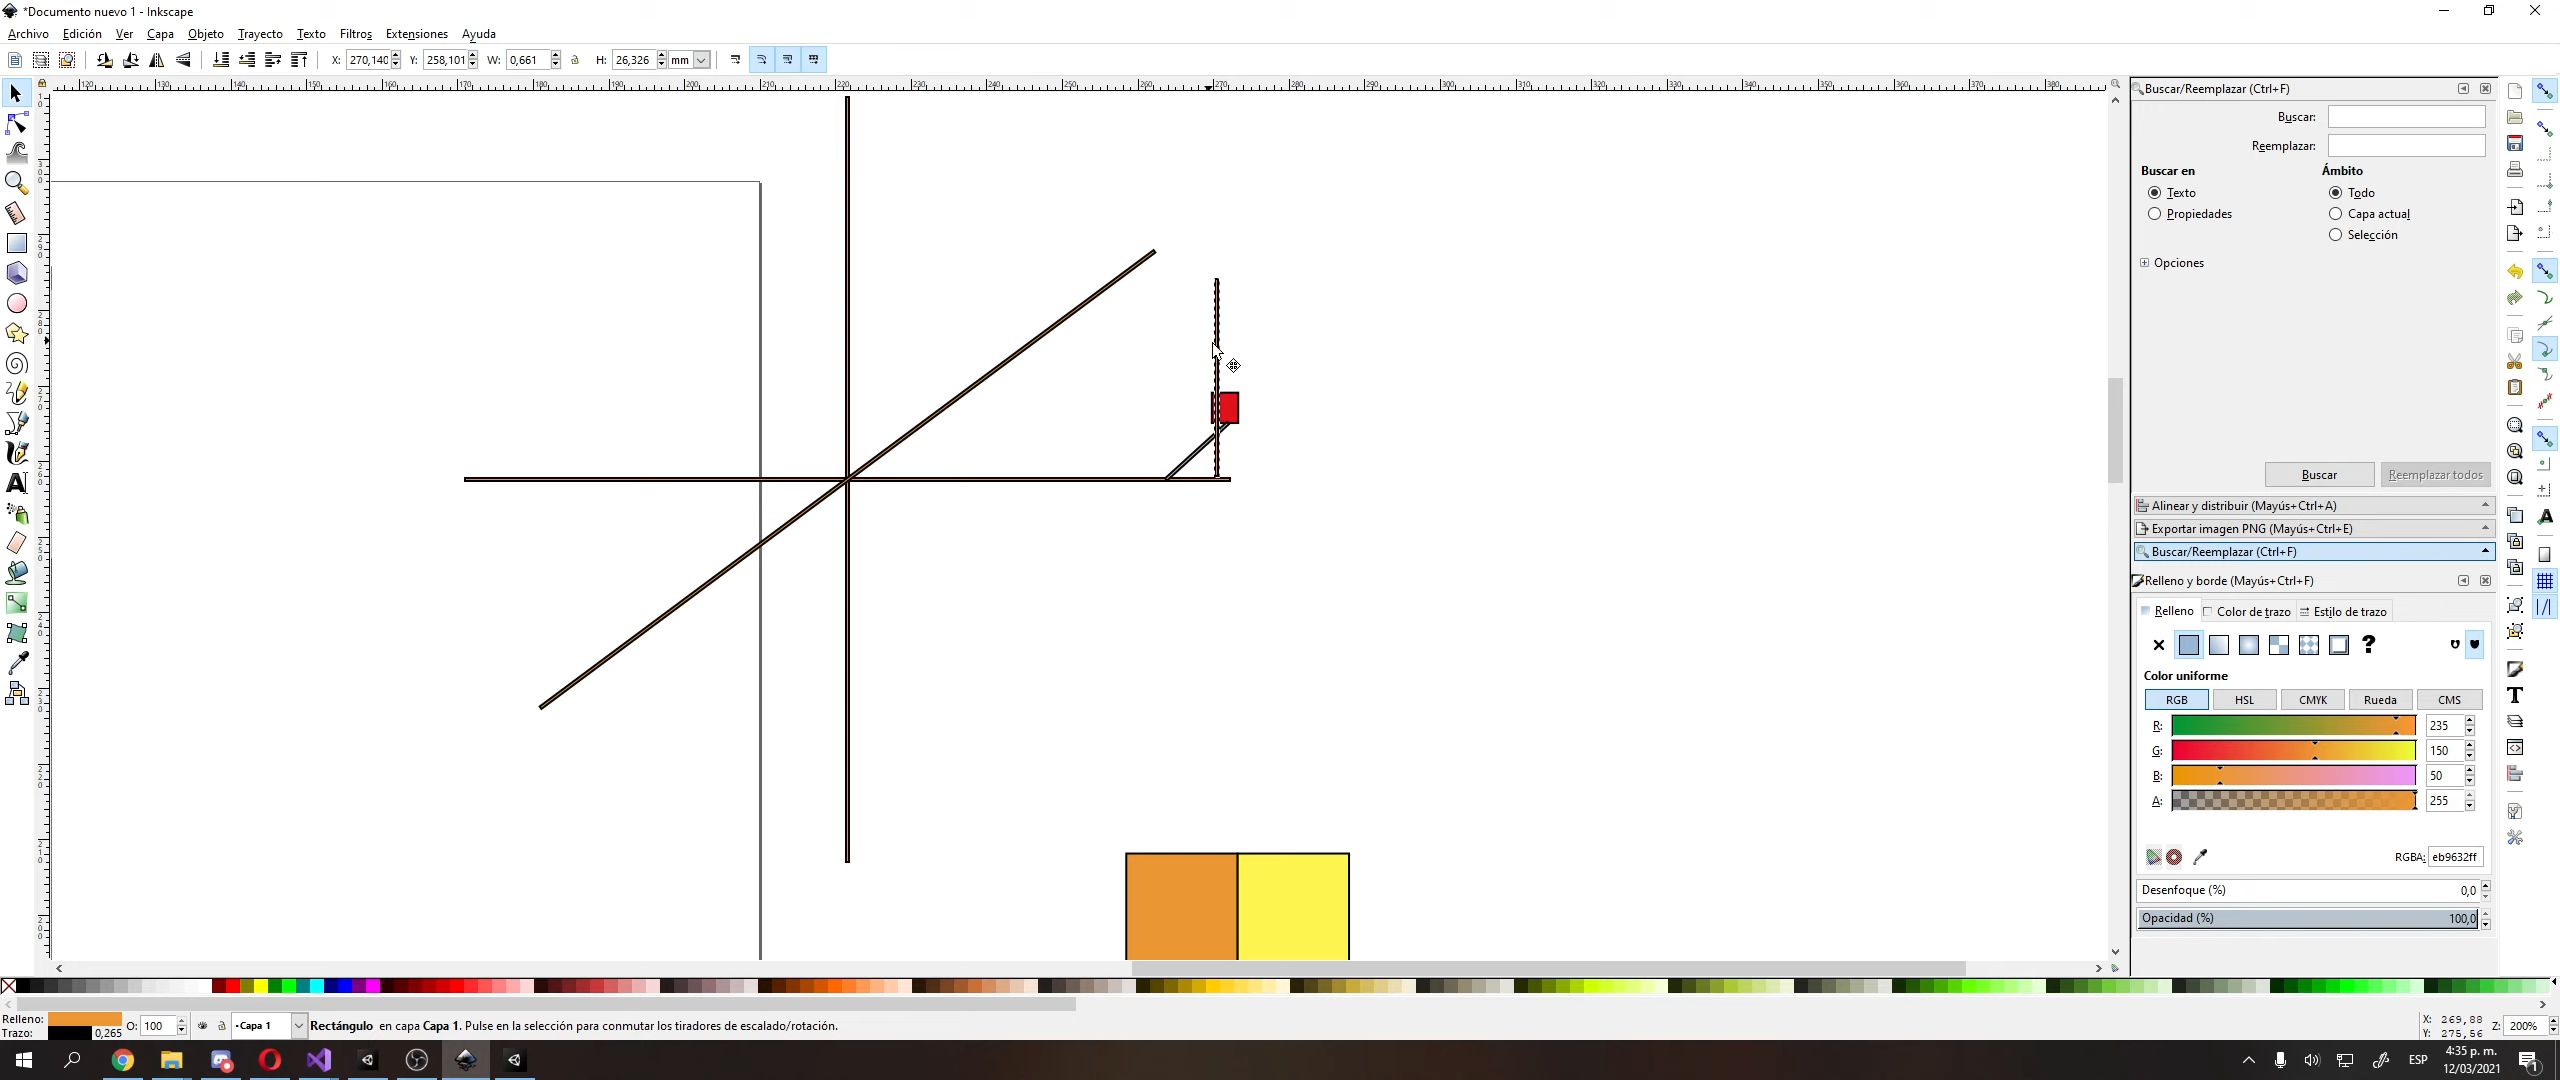 *Documento nuevo 1 - Inkscape
Archivo Edición Ver Capa Objeto Trayecto Texto Filtros Extensiones Ayuda
X: 270,140 Y: 258,101 W: 0,661 H: 26,326 mm
Buscar/Reemplazar (Ctrl+F)
Buscar:
Reemplazar:
Buscar en Ámbito
Texto Todo
Propiedades Capa actual
Selección
Opciones
Buscar Reemplazar todos
Alinear y distribuir (Mayús+Ctrl+A)
Exportar imagen PNG (Mayús+Ctrl+E)
Buscar/Reemplazar (Ctrl+F)
Relleno y borde (Mayús+Ctrl+F)
Relleno Color de trazo Estilo de trazo
Color uniforme
RGB HSL CMYK Rueda CMS
R: 235
G: 150
B: 50
A: 255
RGBA: eb9632ff
Desenfoque (%) 0,0
Opacidad (%) 100,0
Relleno: O: 100 •Capa 1 Rectángulo en capa Capa 1. Pulse en la selección para conmutar los tiradores de escalado/rotación. X: 269,88 Z: 200%
Trazo: 0,265 Y: 275,56
ESP 4:35 p. m.
12/03/2021